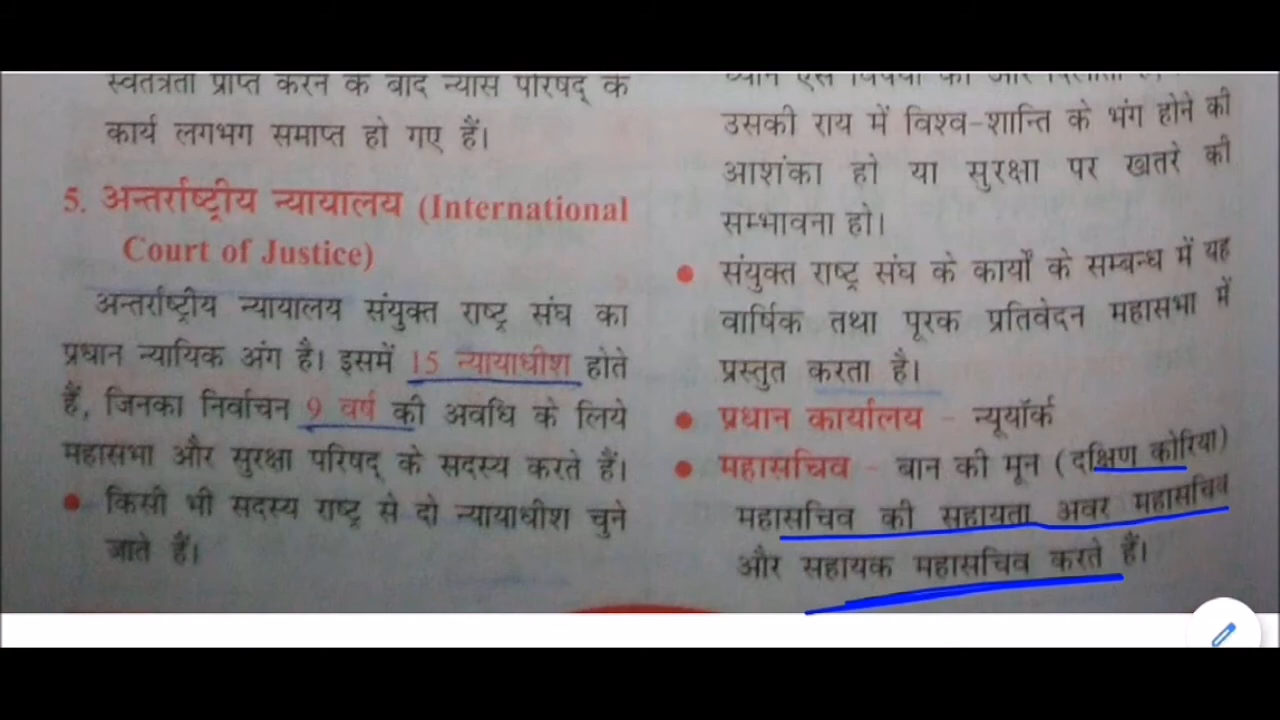 स्वतंत्रता प्राप्त करने के बाद न्यास परिषद् के
कार्य लगभग समाप्त हो गए हैं।
5. अन्तर्राष्ट्रीय न्यायालय (International
Court of Justice)
अन्तर्राष्ट्रीय न्यायालय संयुक्त राष्ट्र संघ का
प्रधान न्यायिक अंग है। इसमें 15 न्यायाधीश होते
हैं, जिनका निर्वाचन 9 वर्ष की अवधि के लिये
महासभा और सुरक्षा परिषद् के सदस्य करते हैं।
• किसी भी सदस्य राष्ट्र से दो न्यायाधीश चुने
जाते हैं।
उसकी राय में विश्व-शान्ति के भंग होने की
आशंका हो या सुरक्षा पर खतरे की
सम्भावना हो।
• संयुक्त राष्ट्र संघ के कार्यों के सम्बन्ध में यह
वार्षिक तथा पूरक प्रतिवेदन महासभा में
प्रस्तुत करता है।
• प्रधान कार्यालय - न्यूयॉर्क
• महासचिव - बान की मून (दक्षिण कोरिया)
महासचिव की सहायता अवर महासचिव
और सहायक महासचिव करते हैं।